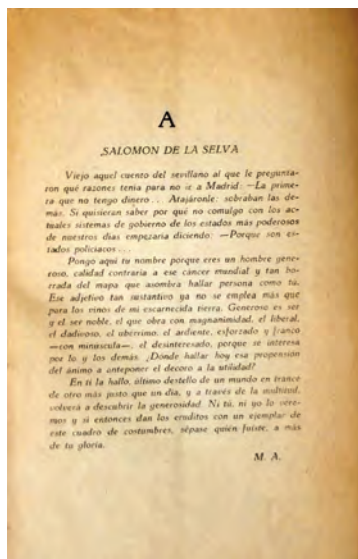 A
SALOMON DE LA SELVA
Viejo aquel cuento del sevillano al que le pregunta-
ron qué razones tenía para no ir a Madrid: —La prime-
ra que no tengo dinero... Atajáronle: sobraban las de-
más. Si quisieran saber por qué no comulgo con los ac-
tuales sistemas de gobierno de los estados más poderosos
de nuestros días empezaría diciendo: —Porque son es-
tados policíacos...
Pongo aquí tu nombre porque eres un hombre gene-
roso, calidad contraria a ese cáncer mundial y tan bo-
rrada del mapa que asombra hallar persona como tú.
Ese adjetivo tan sustantivo ya no se emplea más que
para los vinos de mi escarnecida tierra. Generoso es ser
y el ser noble, el que obra con magnanimidad, el liberal,
el dadivoso, el ubérrimo, el ardiente, esforzado y franco
—con minúscula—, el desinteresado, porque se interesa
por lo y los demás. ¿Dónde hallar hoy esa propensión
del ánimo a anteponer el decoro a la utilidad?
En ti la hallo, último destello de un mundo en trance
de otro más justo que un día, y a través de la multitud,
volverá a descubrir la generosidad. Ni tú, ni yo lo vere-
mos y si entonces dan los eruditos con un ejemplar de
este cuadro de costumbres, sépase quien fuiste, a más
de tu gloria.
M. A.